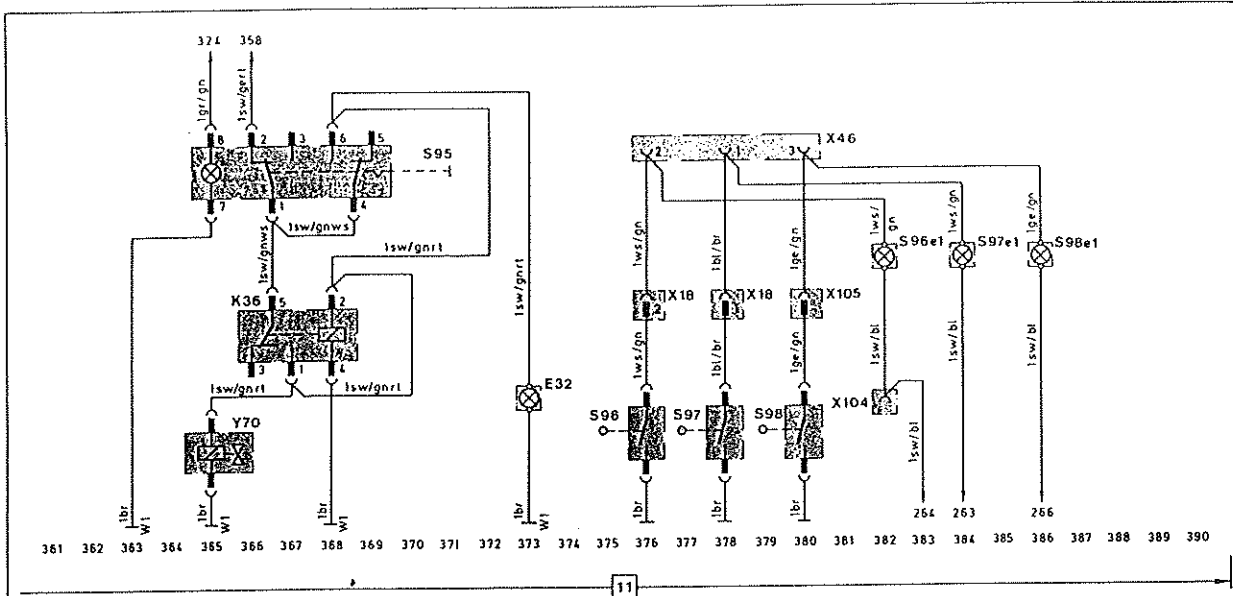 324 358
1gr/gn
1sw/gert
8 2 3 6 5
S95
7 1 4
1sw/gnws
1sw/gnws
1sw/gnrt
K36
5 2
3 1 4
1sw/gnrt
1sw/gnrt
Y70
1sw/gnrt
E32
1br W1
1br W1
1br W1
1br W1
X46
2 1 3
1ws/gn
1bl/br
1ge/gn
1ws/gn
1ws/gn
1ge/gn
S96e1
S97e1
S98e1
X18
2
X18
X105
1ws/gn
1bl/br
1ge/gn
1sw/bl
1sw/bl
1sw/bl
X104
S96
S97
S98
1sw/bl
1br
1br
1br
264 263 266
361 362 363 364 365 366 367 368 369 370 371 372 373 374 375 376 377 378 379 380 381 382 383 384 385 386 387 388 389 390
11